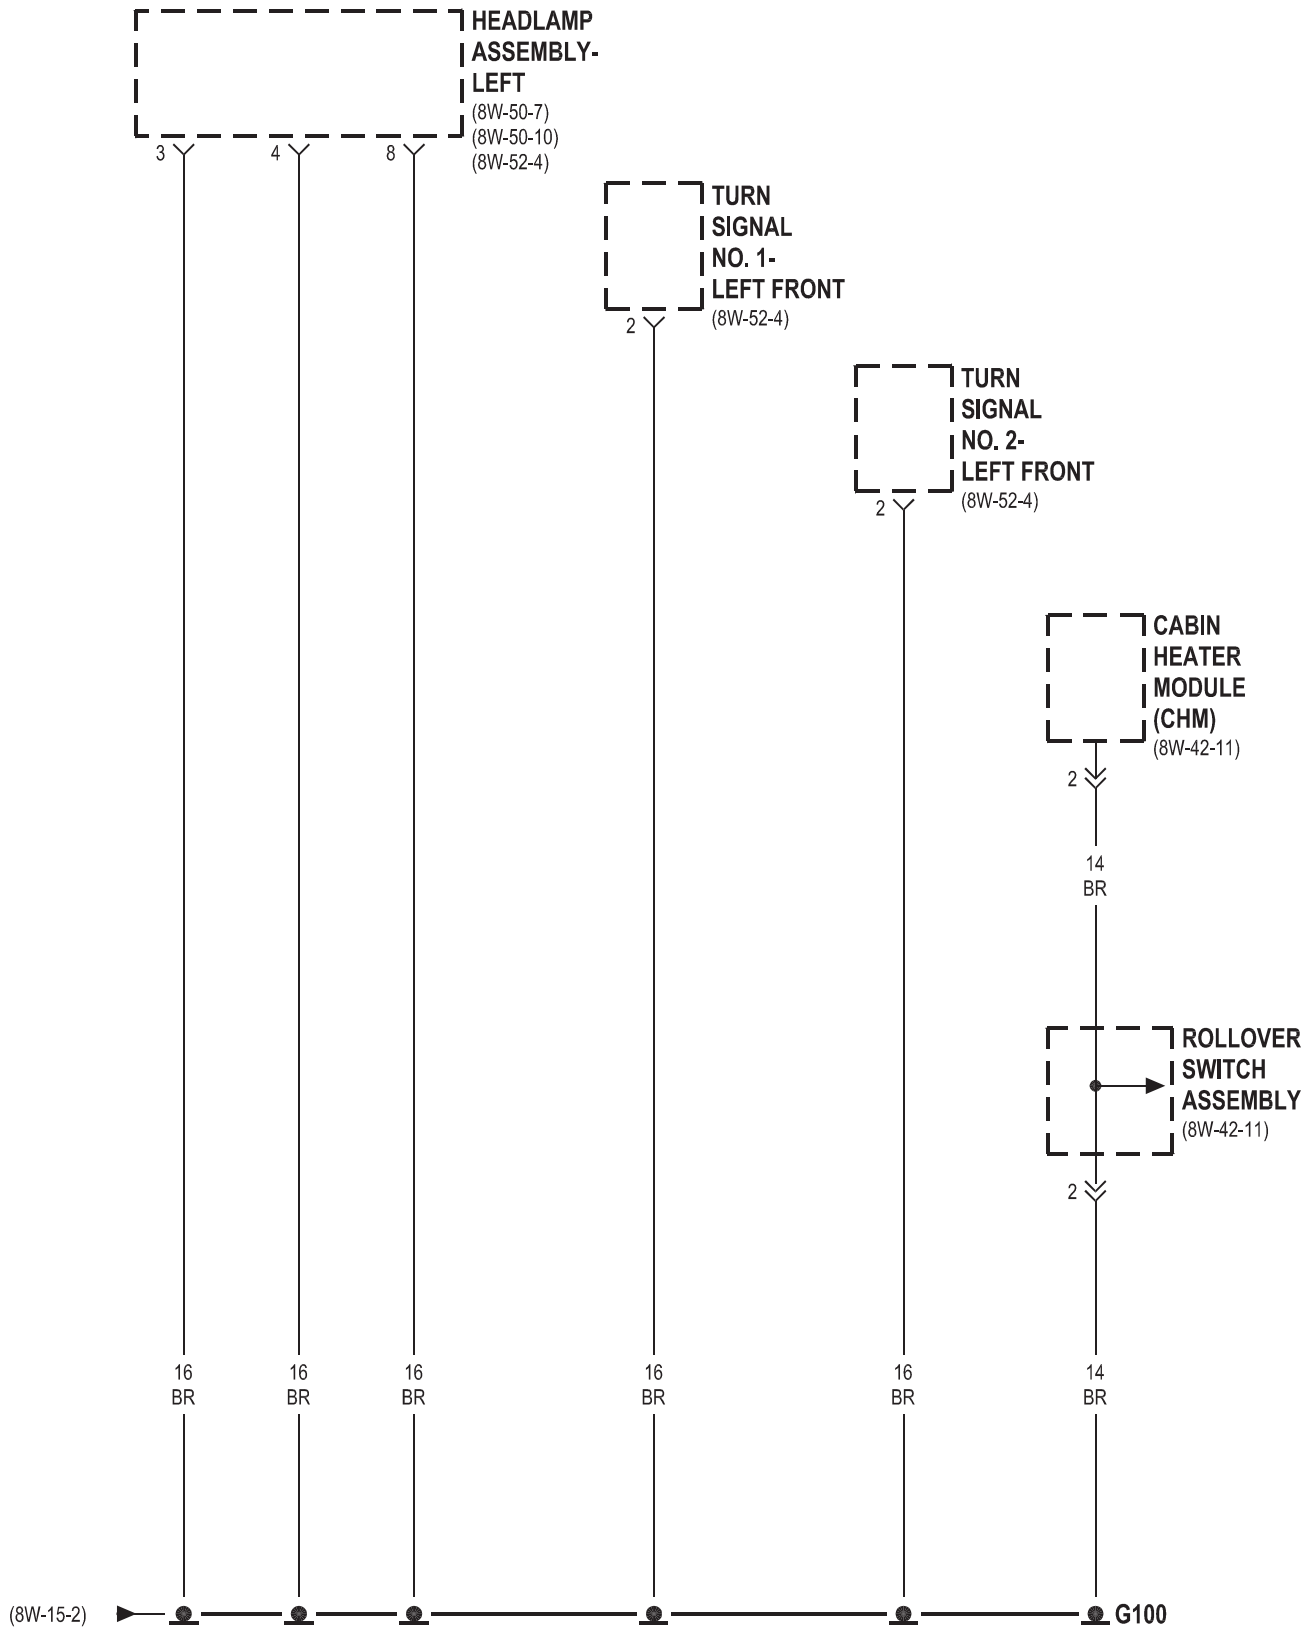 HEADLAMP
ASSEMBLY-
LEFT
(8W-50-7)
(8W-50-10)
(8W-52-4)
3
4
8
TURN
SIGNAL
NO. 1-
LEFT FRONT
(8W-52-4)
2
TURN
SIGNAL
NO. 2-
LEFT FRONT
(8W-52-4)
2
CABIN
HEATER
MODULE
(CHM)
(8W-42-11)
2
14
BR
ROLLOVER
SWITCH
ASSEMBLY
(8W-42-11)
2
16
BR
16
BR
16
BR
16
BR
16
BR
14
BR
(8W-15-2)
G100